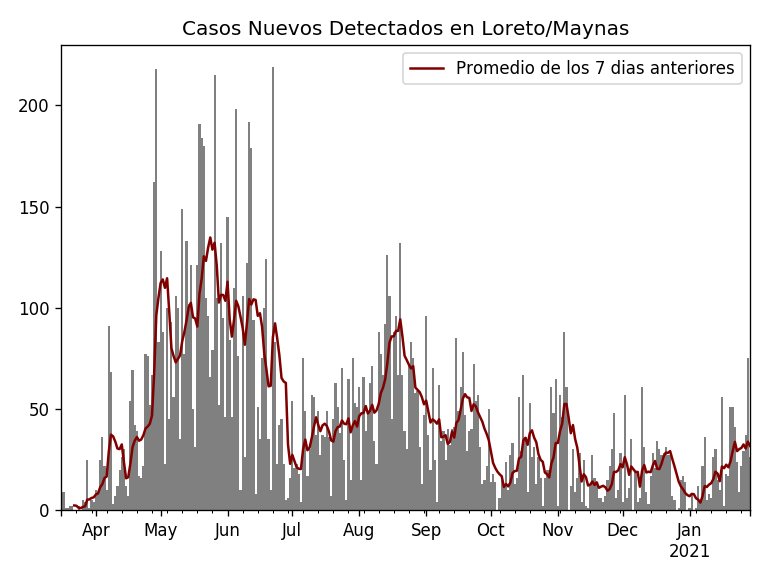 Casos Nuevos Detectados en Loreto/Maynas
Promedio de los 7 dias anteriores
200
150
100
50
0
Apr May Jun Jul Aug Sep Oct Nov Dec Jan
2021